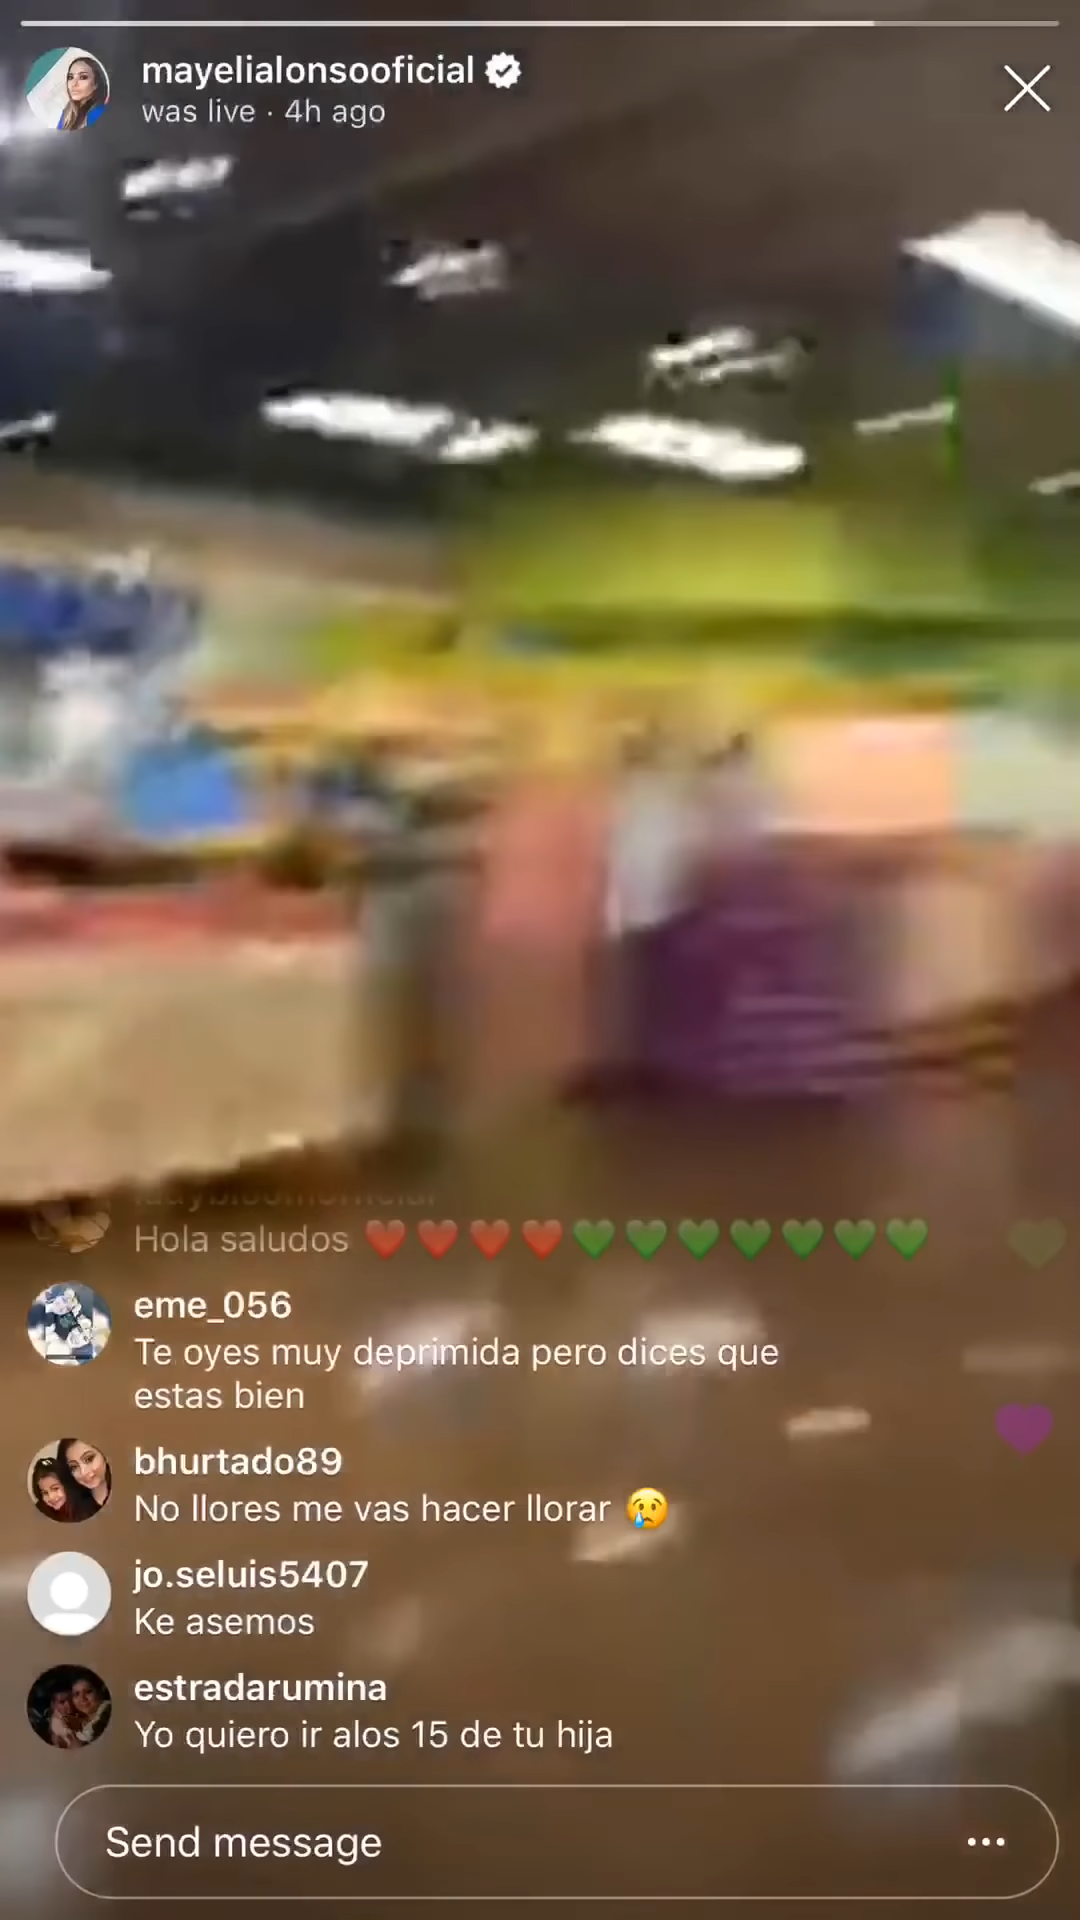 mayelialonsooficial
was live · 4h ago
Hola saludos ❤️❤️❤️❤️💚💚💚💚💚💚💚
eme_056
Te oyes muy deprimida pero dices que
estas bien
bhurtado89
No llores me vas hacer llorar 😢
jo.seluis5407
Ke asemos
estradarumina
Yo quiero ir alos 15 de tu hija
Send message